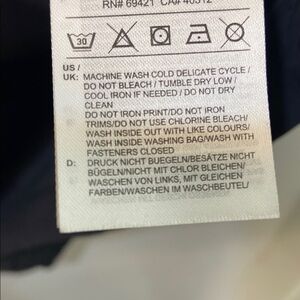 RN# 69421 CA# 40312
30
US /
UK: MACHINE WASH COLD DELICATE CYCLE /
DO NOT BLEACH / TUMBLE DRY LOW /
COOL IRON IF NEEDED / DO NOT DRY
CLEAN
DO NOT IRON PRINT/DO NOT IRON
TRIMS/DO NOT USE CHLORINE BLEACH/
WASH INSIDE OUT WITH LIKE COLOURS/
WASH INSIDE WASHING BAG/WASH WITH
FASTENERS CLOSED
D: DRUCK NICHT BUEGELN/BESÄTZE NICHT
BÜGELN/NICHT MIT CHLOR BLEICHEN/
WASCHEN VON LINKS, MIT GLEICHEN
FARBEN/WASCHEN IM WASCHBEUTEL/